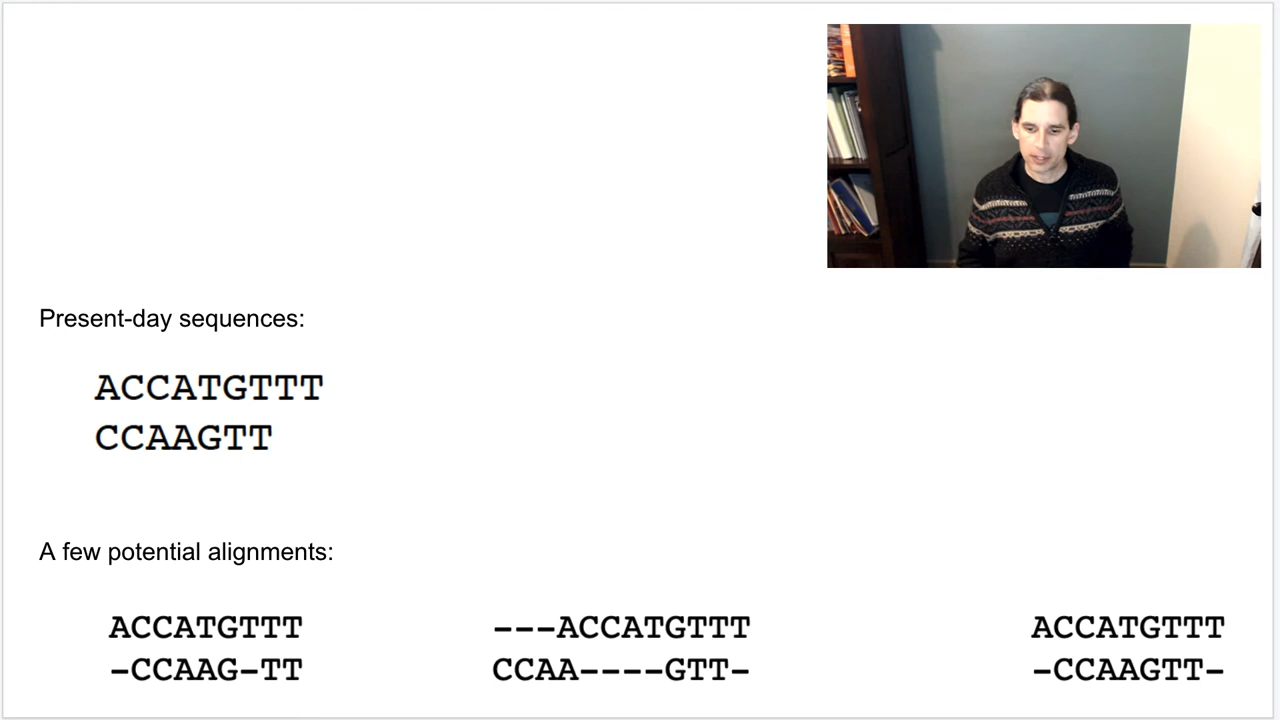 Present-day sequences:
ACCATGTTT
CCAAGTT
A few potential alignments:
ACCATGTTT ---ACCATGTTT ACCATGTTT
-CCAAG-TT CCAA----GTT- -CCAAGTT-